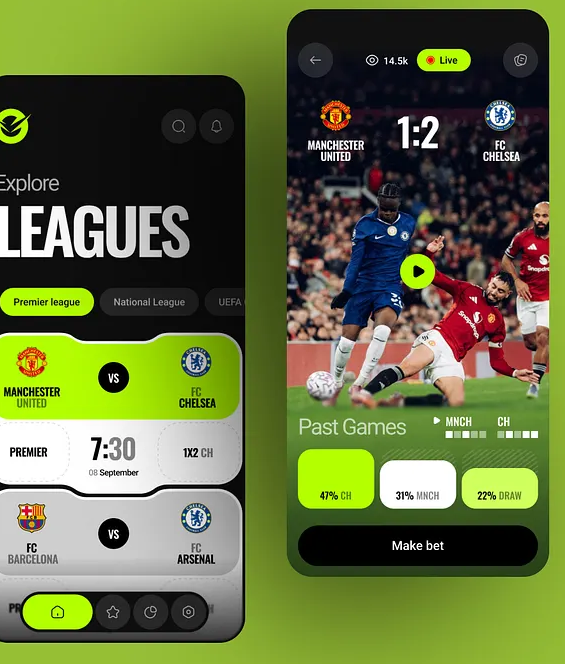 Explore
LEAGUES
Premier league
National League
UEFA
MANCHESTER
UNITED
VS
FC
CHELSEA
PREMIER
7:30
08 September
1X2 CH
FC
BARCELONA
VS
FC
ARSENAL
14.5k
Live
MANCHESTER
UNITED
1:2
FC
CHELSEA
Snapdragon
Past Games
MNCH
CH
47% CH
31% MNCH
22% DRAW
Make bet